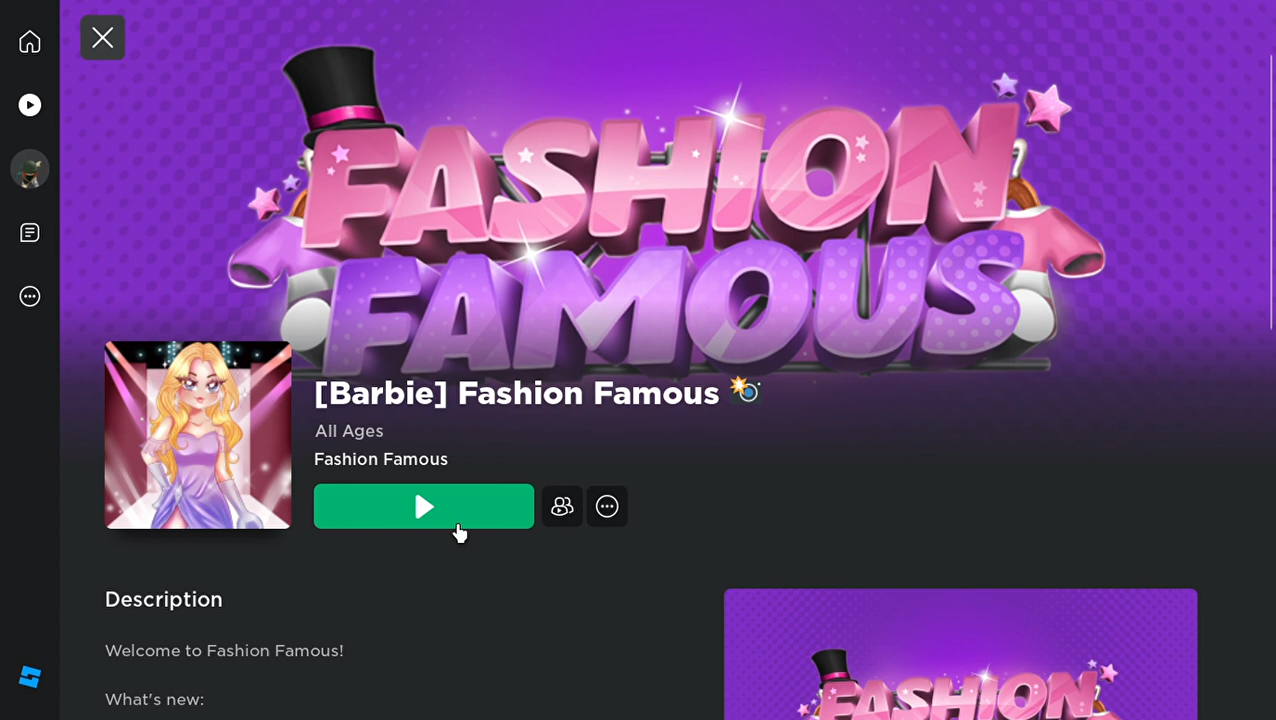 FASHION
FAMOUS
[Barbie] Fashion Famous
All Ages
Fashion Famous
Description
Welcome to Fashion Famous!
What's new:
FASHION